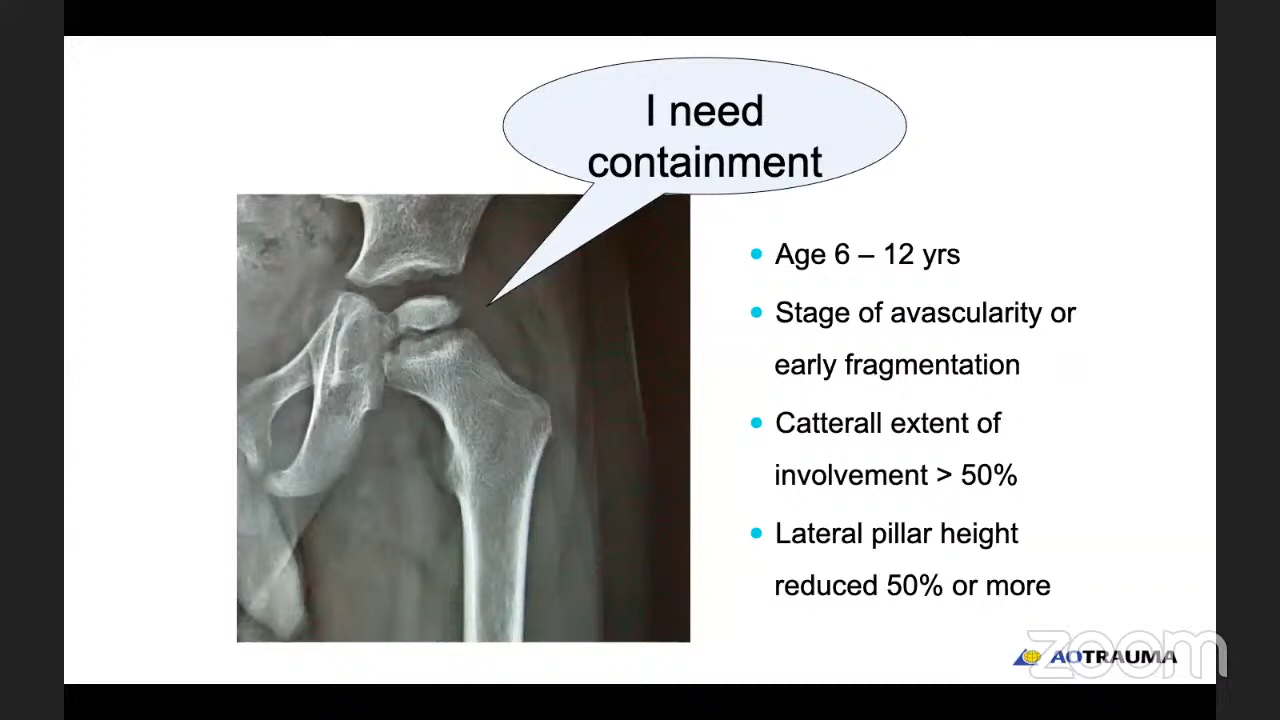 I need
containment
• Age 6 – 12 yrs
• Stage of avascularity or
early fragmentation
• Catterall extent of
involvement > 50%
• Lateral pillar height
reduced 50% or more
AOTRAUMA
zoom